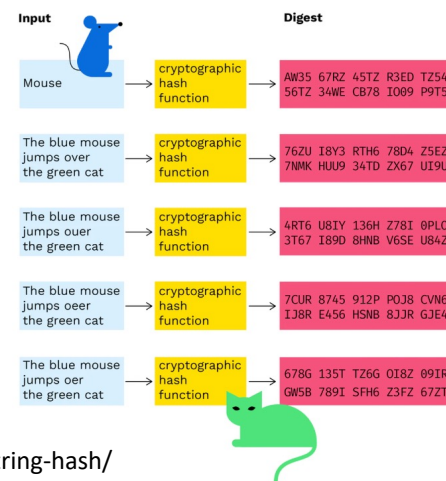 Input
Digest
Mouse
cryptographic
hash
function
AW35 67RZ 45TZ R3ED TZ54
56TZ 34WE CB78 IO09 P9T5
The blue mouse
jumps over
the green cat
cryptographic
hash
function
76ZU I8Y3 RTH6 78D4 Z5EZ
7NMK HUU9 34TD ZX67 UI9U
The blue mouse
jumps ouer
the green cat
cryptographic
hash
function
4RT6 U8IY 136H Z78I 0PLO
3T67 I89D 8HNB V6SE U84Z
The blue mouse
jumps oeer
the green cat
cryptographic
hash
function
7CUR 8745 912P POJ8 CVN6
IJ8R E456 HSNB 8JJR GJE4
The blue mouse
jumps oer
the green cat
cryptographic
hash
function
678G 135T TZ6G OI8Z 09IR
GW5B 789I SFH6 Z3FZ 67ZT
tring-hash/